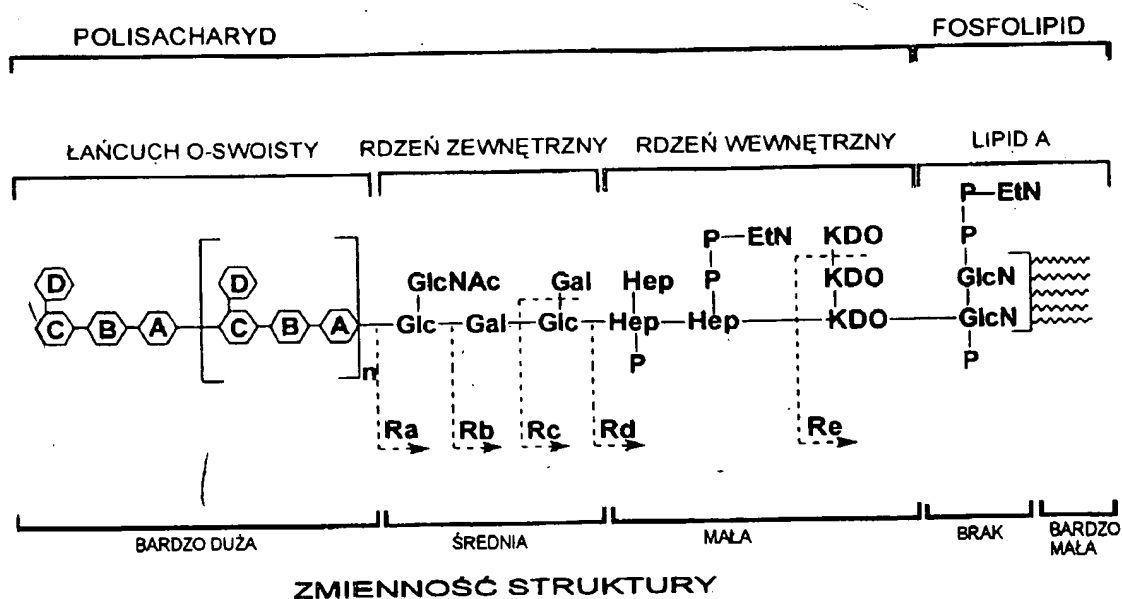 POLISACHARYD FOSFOLIPID
ŁAŃCUCH O-SWOISTY RDZEŃ ZEWNĘTRZNY RDZEŃ WEWNĘTRZNY LIPID A
P—EtN
P—EtN KDO P
D D GlcNAc Gal Hep P KDO GlcN
C B A C B A Glc Gal Glc Hep Hep KDO GlcN
n P P
Ra Rb Rc Rd Re
BARDZO DUŻA ŚREDNIA MAŁA BRAK BARDZO
MAŁA
ZMIENNOŚĆ STRUKTURY